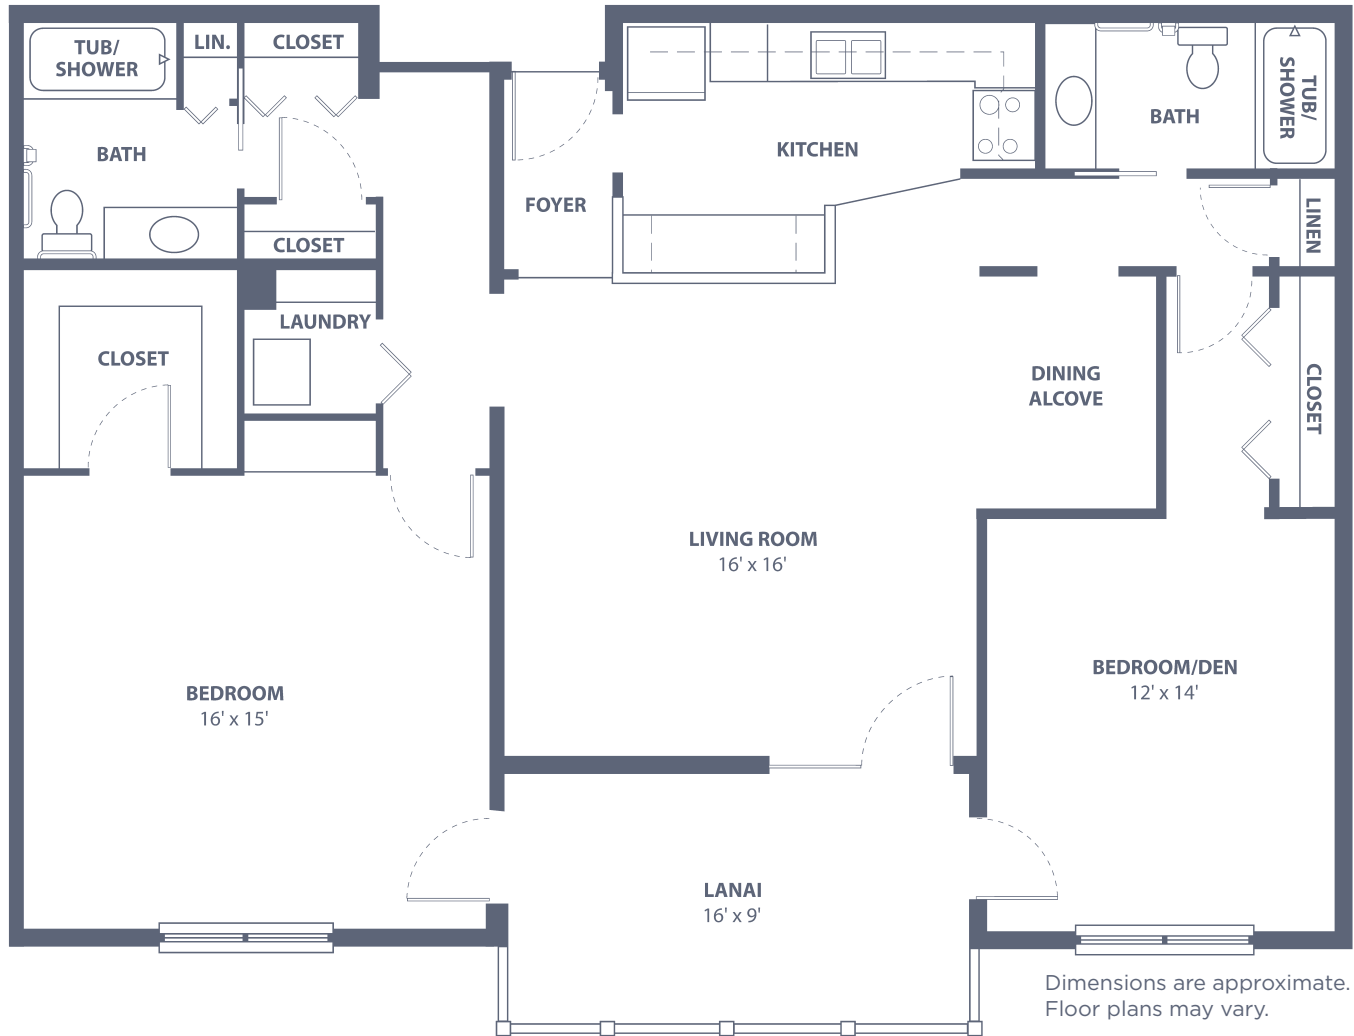 TUB/
SHOWER
LIN.
CLOSET
BATH
CLOSET
LAUNDRY
CLOSET
FOYER
KITCHEN
BATH
TUB/
SHOWER
LINEN
CLOSET
DINING
ALCOVE
LIVING ROOM
16' x 16'
BEDROOM
16' x 15'
BEDROOM/DEN
12' x 14'
LANAI
16' x 9'
Dimensions are approximate.
Floor plans may vary.